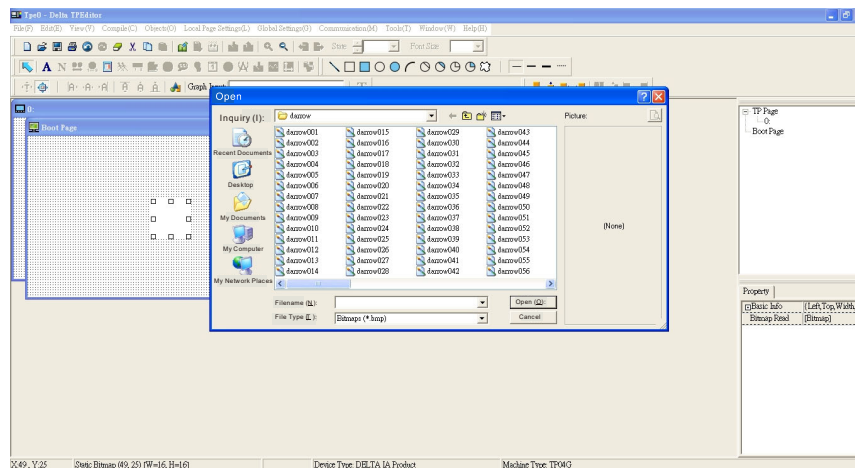 Tpe0 - Delta TPEditor
File(F) Edit(E) View(V) Compile(C) Objects(O) Local Page Settings(L) Global Settings(G) Communication(M) Tools(T) Window(W) Help(H)
State Font Size
A N
Graph
0:
Boot Page
Open
Inquiry (I): darrow Picture:
Recent Documents
Desktop
My Documents
My Computer
My Network Places
darrow001 darrow015 darrow029 darrow043
darrow002 darrow016 darrow030 darrow044
darrow003 darrow017 darrow031 darrow045
darrow004 darrow018 darrow032 darrow046
darrow005 darrow019 darrow033 darrow047
darrow006 darrow020 darrow034 darrow048
darrow007 darrow021 darrow035 darrow049
darrow008 darrow022 darrow036 darrow050
darrow009 darrow023 darrow037 darrow051
darrow010 darrow024 darrow038 darrow052
darrow011 darrow025 darrow039 darrow053
darrow012 darrow026 darrow040 darrow054
darrow013 darrow027 darrow041 darrow055
darrow014 darrow028 darrow042 darrow056
(None)
Filename (N): Open (O):
File Type (E): Bitmaps (*.bmp) Cancel
TP Page
0:
Boot Page
Property
Basic Info (Left,Top,Width
Bitmap Read [Bitmap]
X:49 , Y:25 Static Bitmap (49, 25) [W=16, H=16] Device Type: DELTA IA Product Machine Type: TP04G